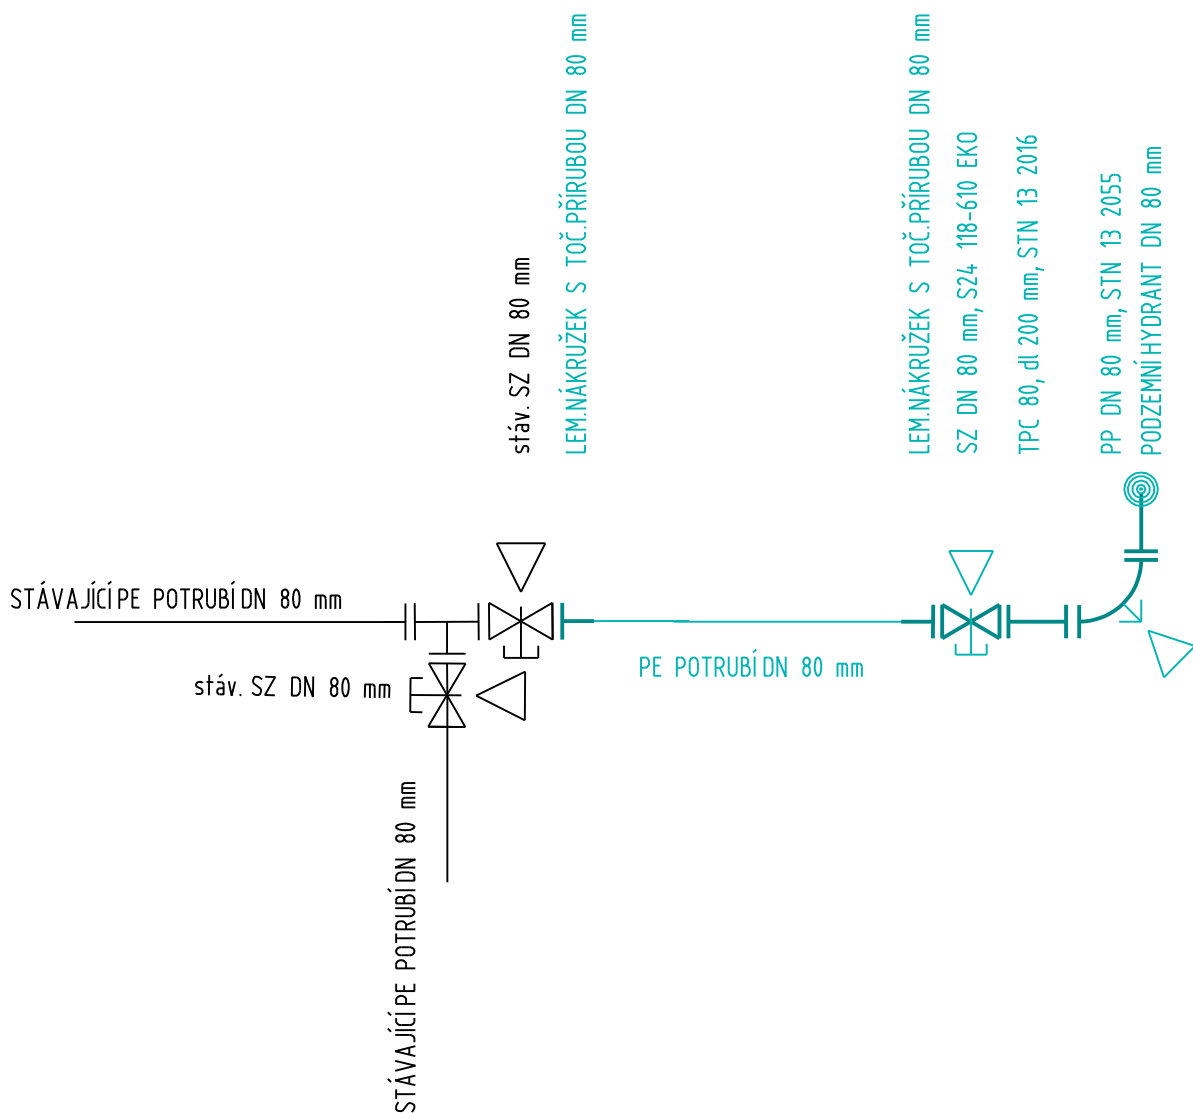 LEM.NÁKRUŽEK S TOČ.PŘÍRUBOU DN 80 mm
LEM.NÁKRUŽEK S TOČ.PŘÍRUBOU DN 80 mm
SZ DN 80 mm, S24 118-610 EKO
TPC 80, dl 200 mm, STN 13 2016
PP DN 80 mm, STN 13 2055
PODZEMNÍ HYDRANT DN 80 mm
stáv. SZ DN 80 mm
STÁVAJÍCÍ PE POTRUBÍ DN 80 mm
PE POTRUBÍ DN 80 mm
stáv. SZ DN 80 mm
STÁVAJÍCÍ PE POTRUBÍ DN 80 mm